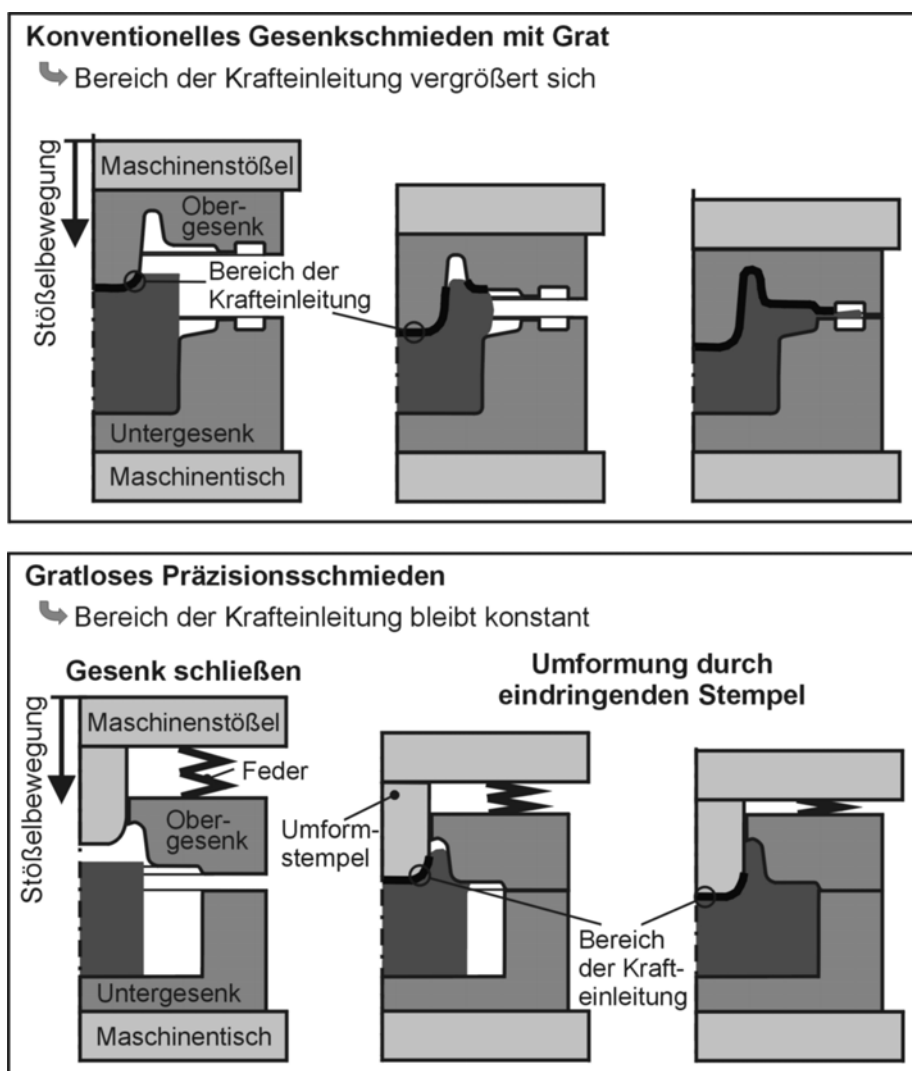 Konventionelles Gesenkschmieden mit Grat
Bereich der Krafteinleitung vergrößert sich
Stößelbewegung
Maschinenstößel
Ober-
gesenk
Bereich der
Krafteinleitung
Untergesenk
Maschinentisch
Gratloses Präzisionsschmieden
Bereich der Krafteinleitung bleibt konstant
Gesenk schließen
Umformung durch
eindringenden Stempel
Stößelbewegung
Maschinenstößel
Feder
Ober-
gesenk
Umform-
stempel
Bereich
der Kraft-
einleitung
Untergesenk
Maschinentisch